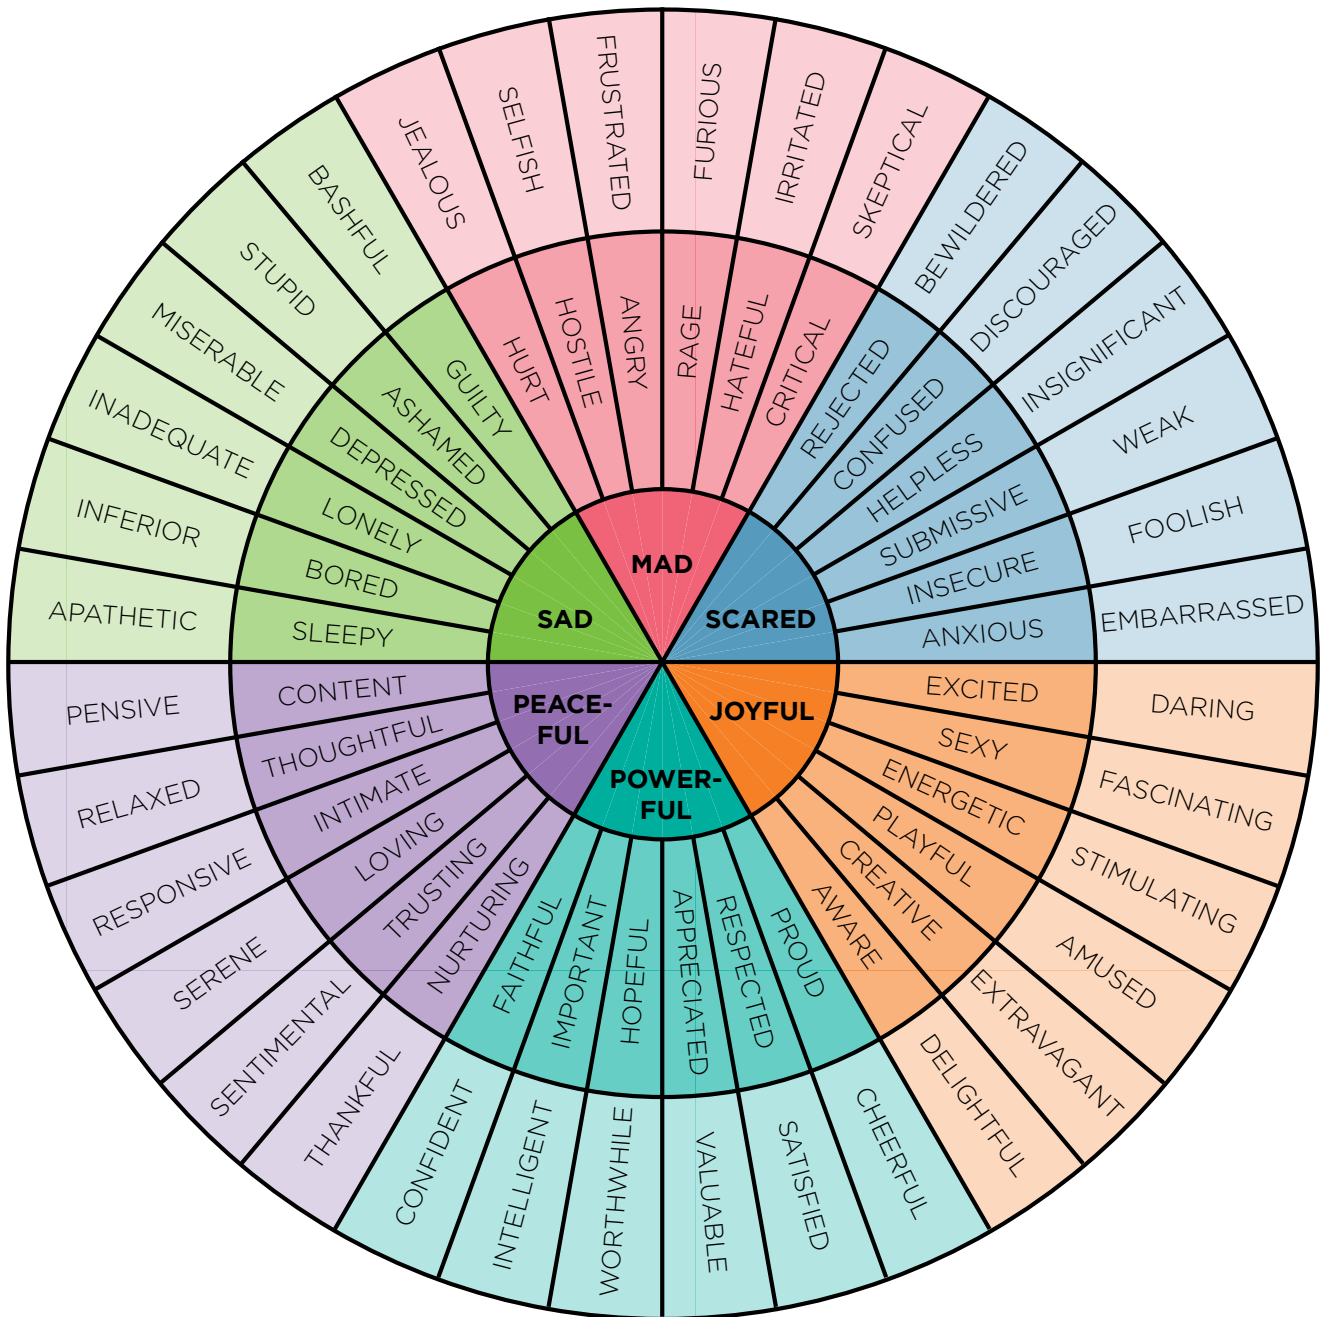 MAD
HURT
HOSTILE
ANGRY
RAGE
HATEFUL
CRITICAL
JEALOUS
SELFISH
FRUSTRATED
FURIOUS
IRRITATED
SKEPTICAL
SCARED
REJECTED
CONFUSED
HELPLESS
SUBMISSIVE
INSECURE
ANXIOUS
BEWILDERED
DISCOURAGED
INSIGNIFICANT
WEAK
FOOLISH
EMBARRASSED
JOYFUL
EXCITED
SEXY
ENERGETIC
PLAYFUL
CREATIVE
AWARE
DARING
FASCINATING
STIMULATING
AMUSED
EXTRAVAGANT
DELIGHTFUL
POWER-
FUL
PROUD
RESPECTED
APPRECIATED
HOPEFUL
IMPORTANT
FAITHFUL
CHEERFUL
SATISFIED
VALUABLE
WORTHWHILE
INTELLIGENT
CONFIDENT
PEACE-
FUL
NURTURING
TRUSTING
LOVING
INTIMATE
THOUGHTFUL
CONTENT
THANKFUL
SENTIMENTAL
SERENE
RESPONSIVE
RELAXED
PENSIVE
SAD
SLEEPY
BORED
LONELY
DEPRESSED
ASHAMED
GUILTY
APATHETIC
INFERIOR
INADEQUATE
MISERABLE
STUPID
BASHFUL